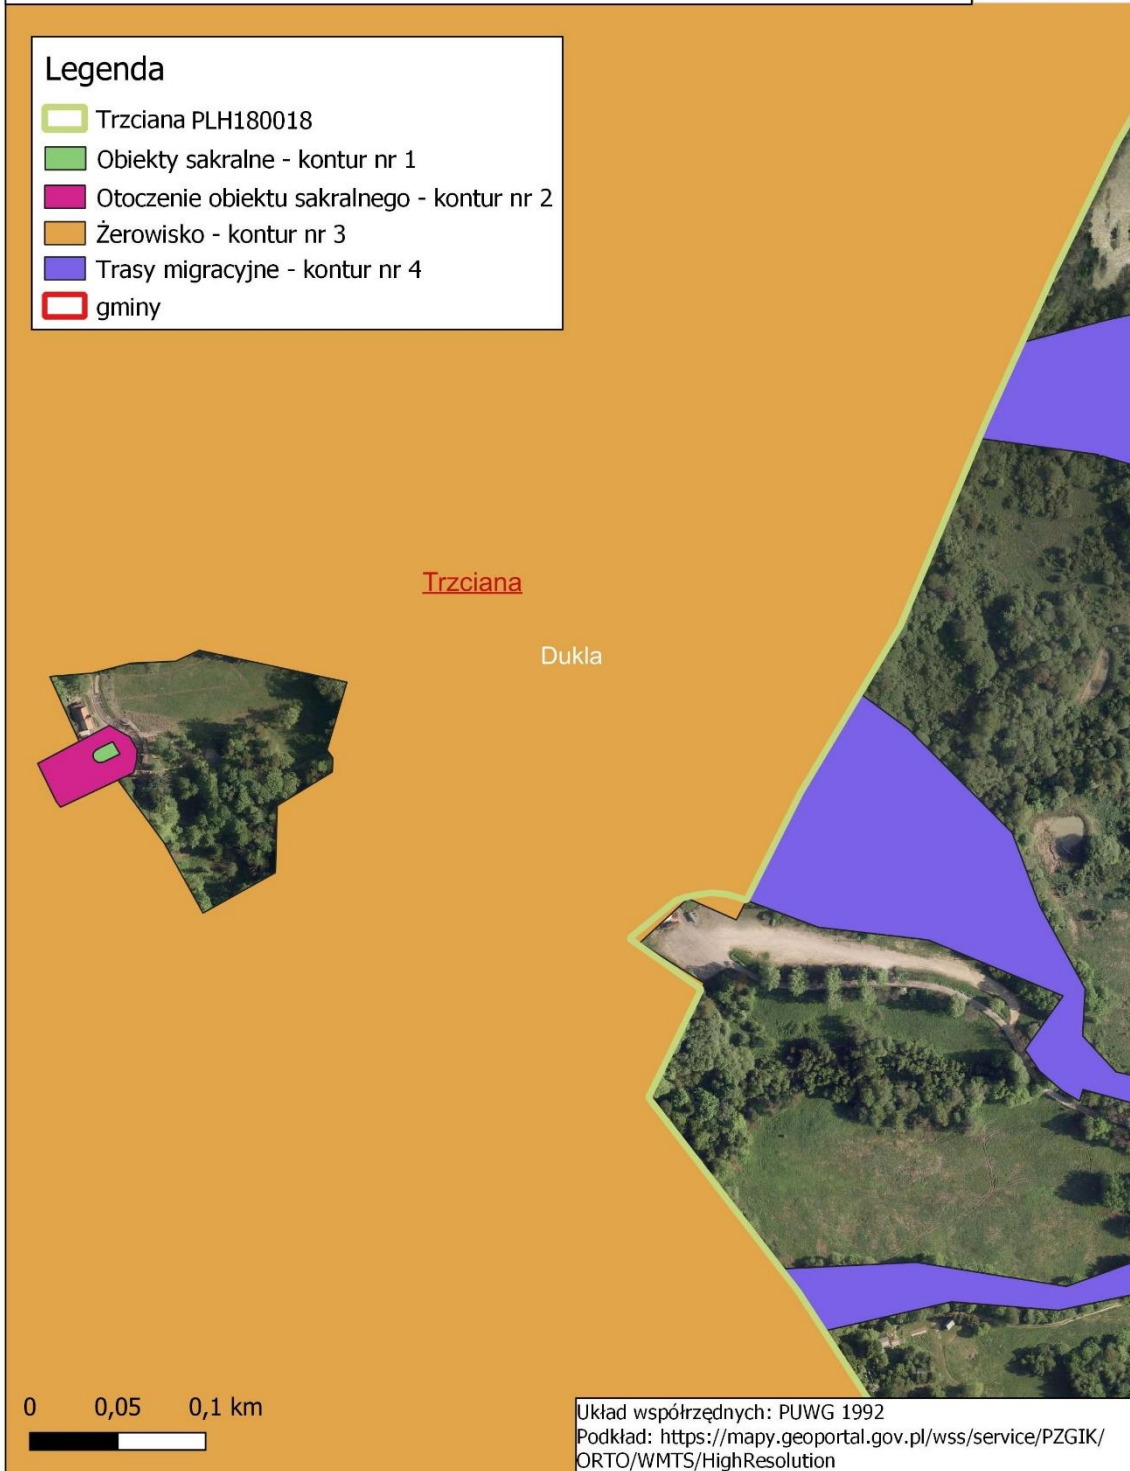 Legenda
Trzciana PLH180018
Obiekty sakralne - kontur nr 1
Otoczenie obiektu sakralnego - kontur nr 2
Żerowisko - kontur nr 3
Trasy migracyjne - kontur nr 4
gminy
Trzciana
Dukla
0 0,05 0,1 km
Układ współrzędnych: PUWG 1992
Podkład: https://mapy.geoportal.gov.pl/wss/service/PZGIK/
ORTO/WMTS/HighResolution